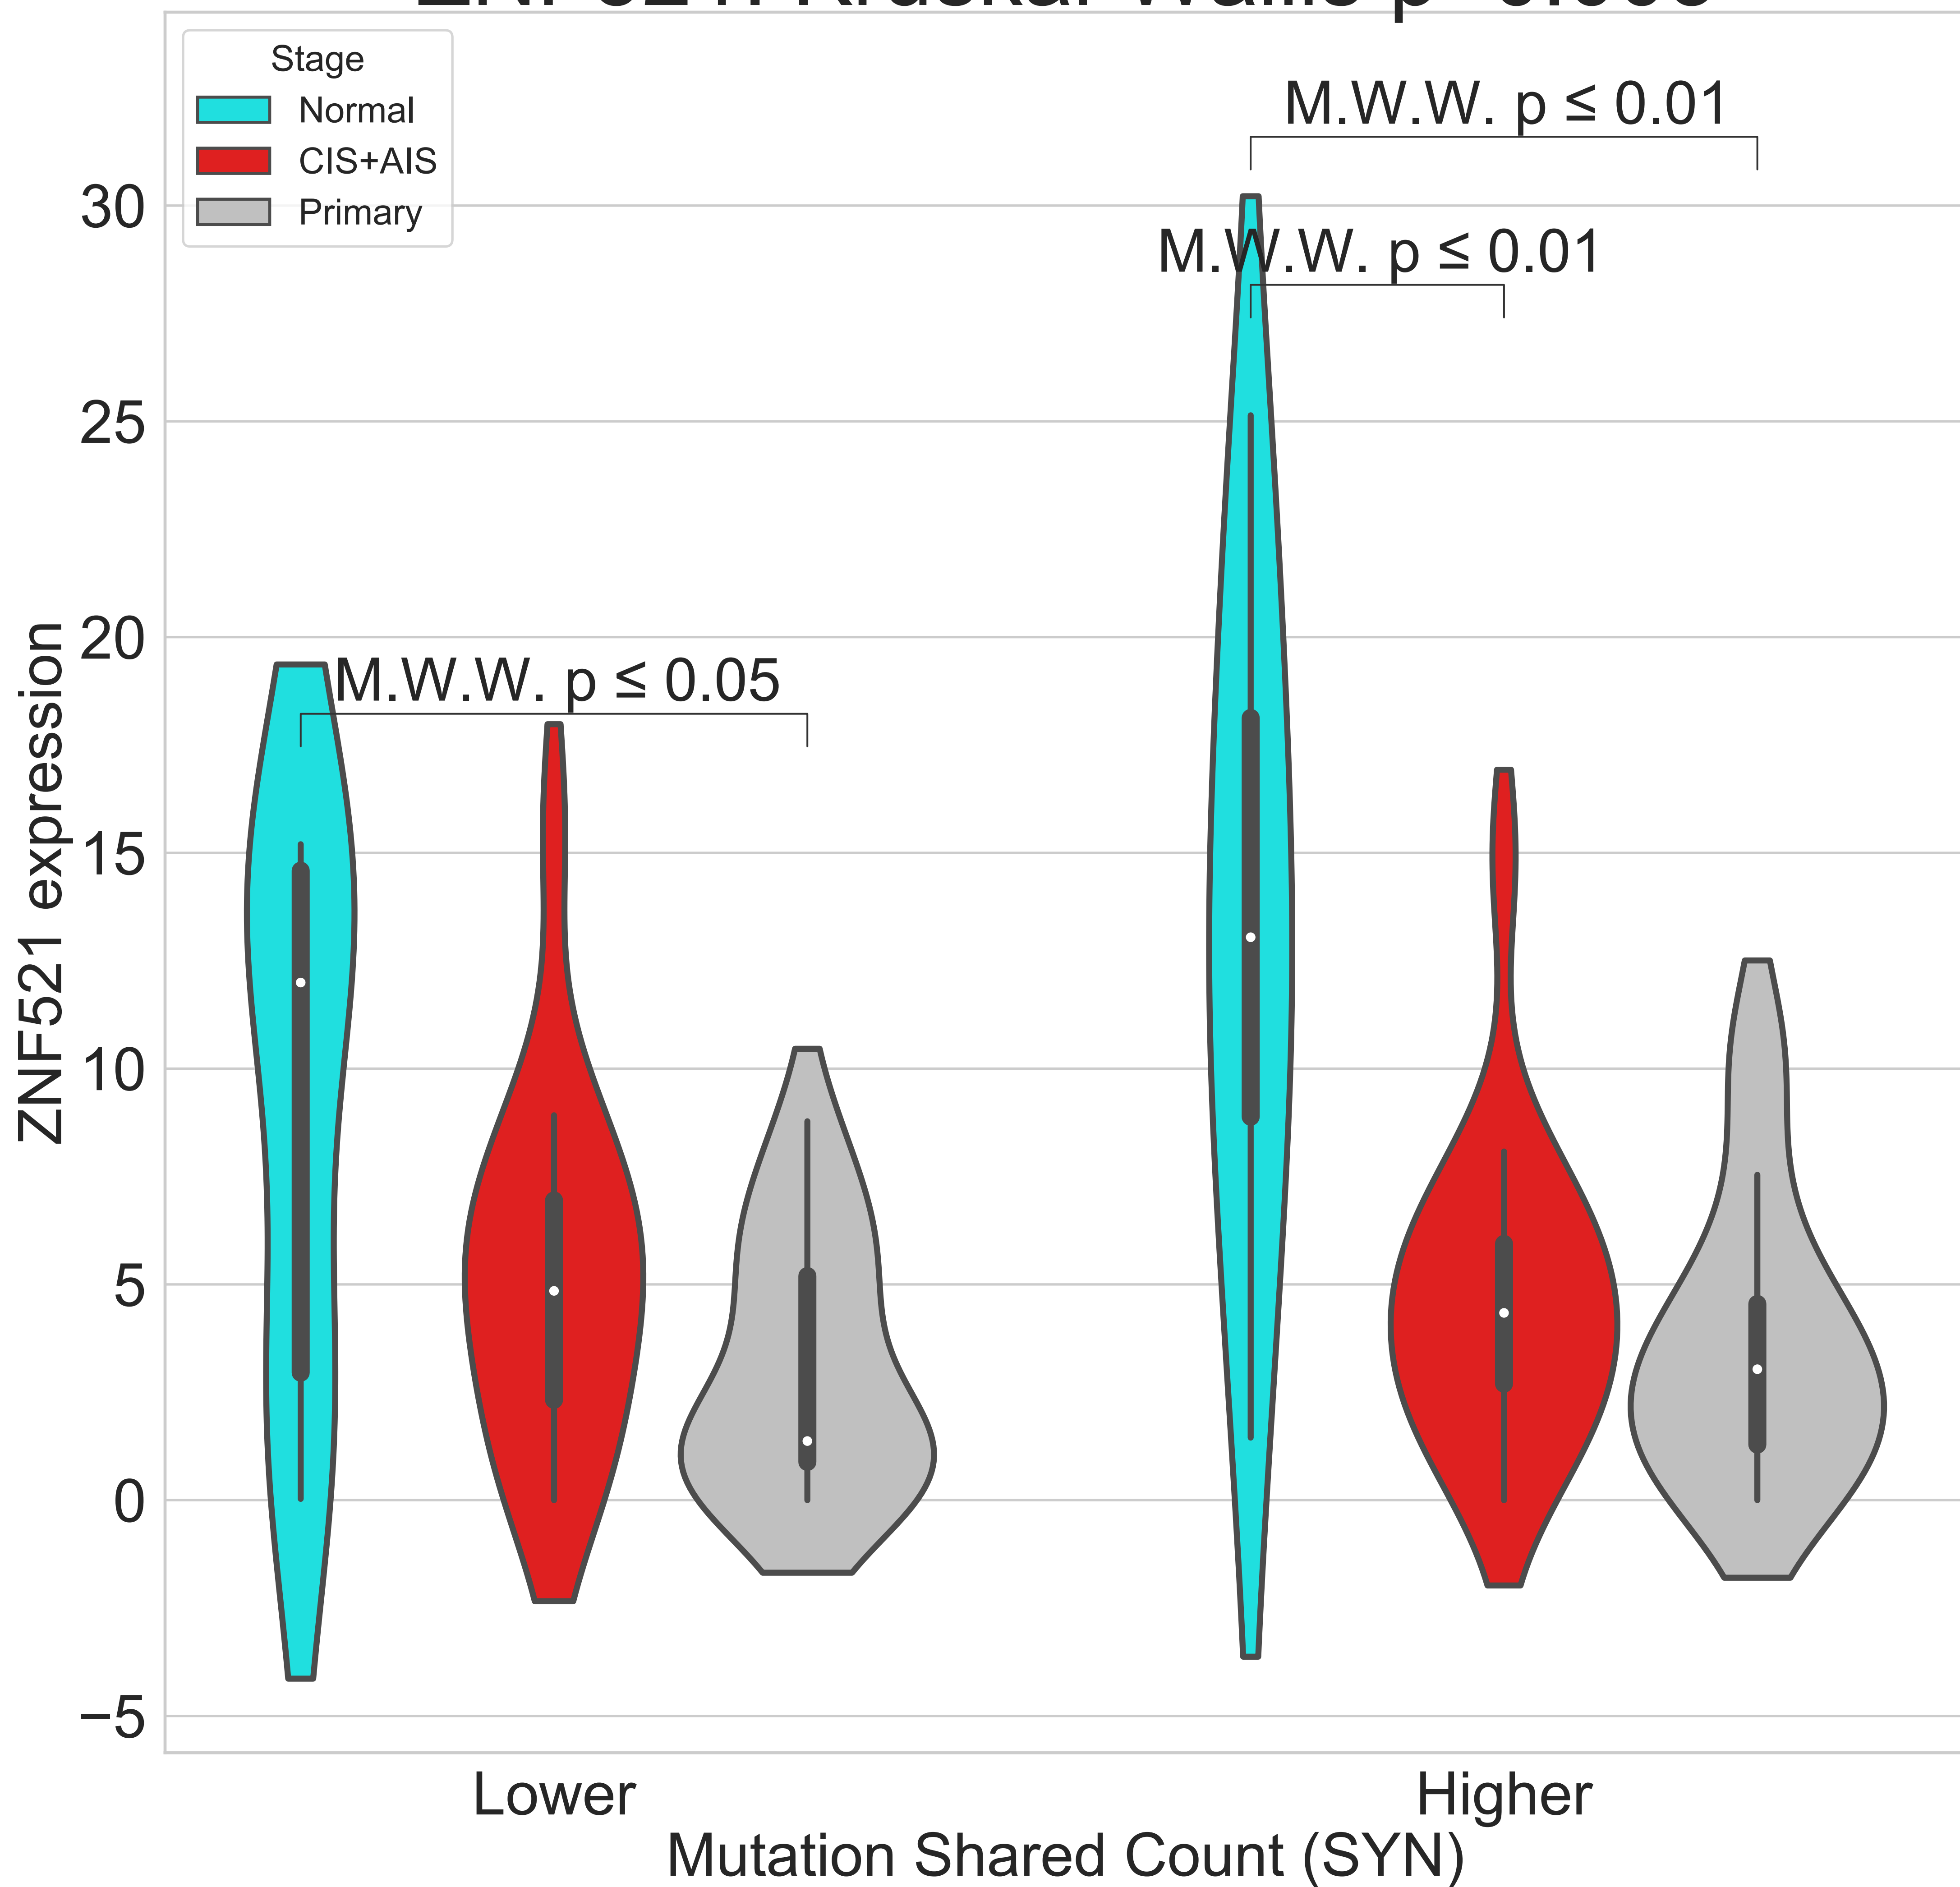 Stage
Normal
CIS+AIS
Primary
M.W.W. p ≤ 0.01
M.W.W. p ≤ 0.01
M.W.W. p ≤ 0.05
ZNF521 expression
30
25
20
15
10
5
0
−5
Lower
Higher
Mutation Shared Count (SYN)